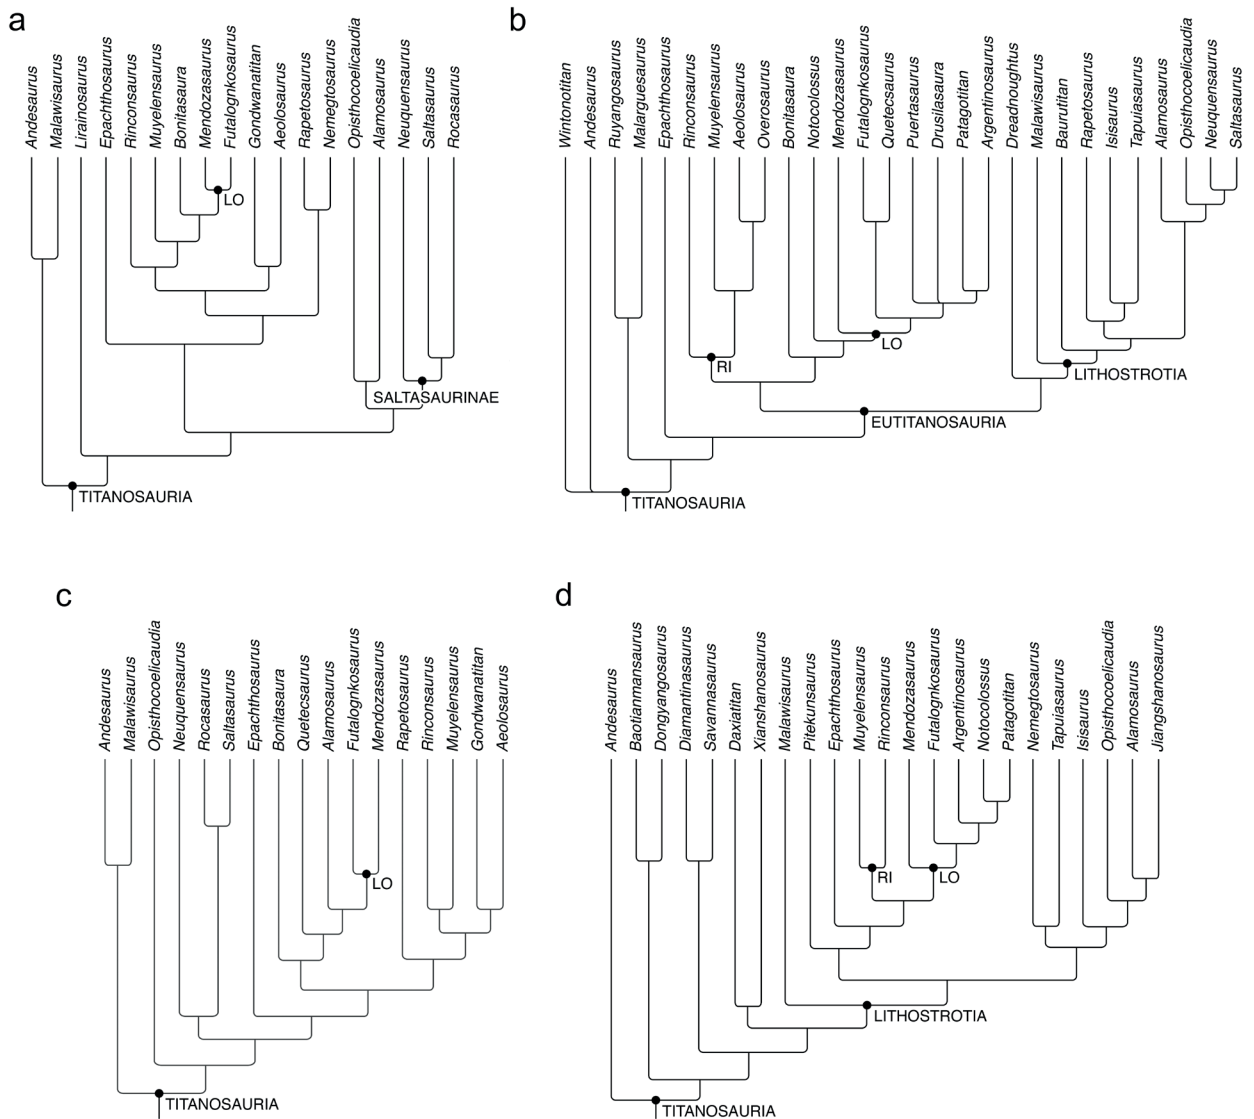 a
Andesaurus
Malawisaurus
Lirainosaurus
Epachthosaurus
Rinconsaurus
Muyelensaurus
Bonitasaura
Mendozasaurus
Futalognkosaurus
Gondwanatitan
Aeolosaurus
Rapetosaurus
Nemegtosaurus
Opisthocoelicaudia
Alamosaurus
Neuquensaurus
Saltasaurus
Rocasaurus
LO
SALTASAURINAE
TITANOSAURIA
b
Wintonotitan
Andesaurus
Ruyangosaurus
Malarguesaurus
Epachthosaurus
Rinconsaurus
Muyelensaurus
Aeolosaurus
Overosaurus
Bonitasaura
Notocolossus
Mendozasaurus
Futalognkosaurus
Quetecsaurus
Puertasaurus
Drusilasaura
Patagotitan
Argentinosaurus
Dreadnoughtus
Malawisaurus
Baurutitan
Rapetosaurus
Isisaurus
Tapuiasaurus
Alamosaurus
Opisthocoelicaudia
Neuquensaurus
Saltasaurus
LO
RI
LITHOSTROTIA
EUTITANOSAURIA
TITANOSAURIA
c
Andesaurus
Malawisaurus
Opisthocoelicaudia
Neuquensaurus
Rocasaurus
Saltasaurus
Epachthosaurus
Bonitasaura
Quetecsaurus
Alamosaurus
Futalognkosaurus
Mendozasaurus
Rapetosaurus
Rinconsaurus
Muyelensaurus
Gondwanatitan
Aeolosaurus
LO
TITANOSAURIA
d
Andesaurus
Baotianmansaurus
Dongyangosaurus
Diamantinasaurus
Savannasaurus
Daxiatitan
Xianshanosaurus
Malawisaurus
Pitekunsaurus
Epachthosaurus
Muyelensaurus
Rinconsaurus
Mendozasaurus
Futalognkosaurus
Argentinosaurus
Notocolossus
Patagotitan
Nemegtosaurus
Tapuiasaurus
Isisaurus
Opisthocoelicaudia
Alamosaurus
Jiangshanosaurus
RI
LO
LITHOSTROTIA
TITANOSAURIA